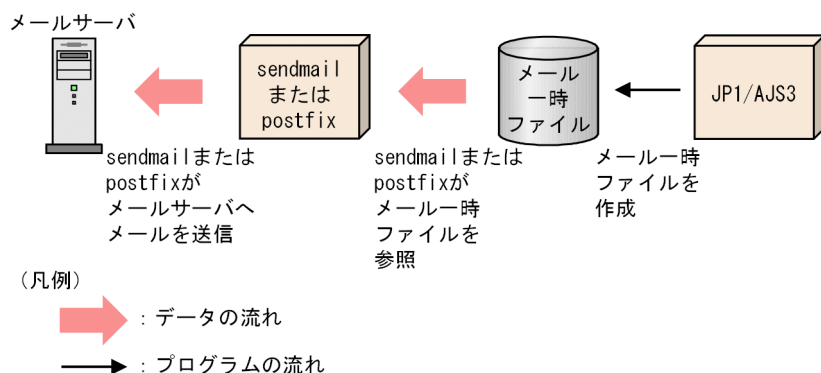 メールサーバ
sendmail
または
postfix
メール
一時
ファイル
JP1/AJS3
sendmailまたは
postfixが
メールサーバへ
メールを送信
sendmailまたは
postfixが
メール一時
ファイルを
参照
メール一時
ファイルを
作成
（凡例）
：データの流れ
：プログラムの流れ